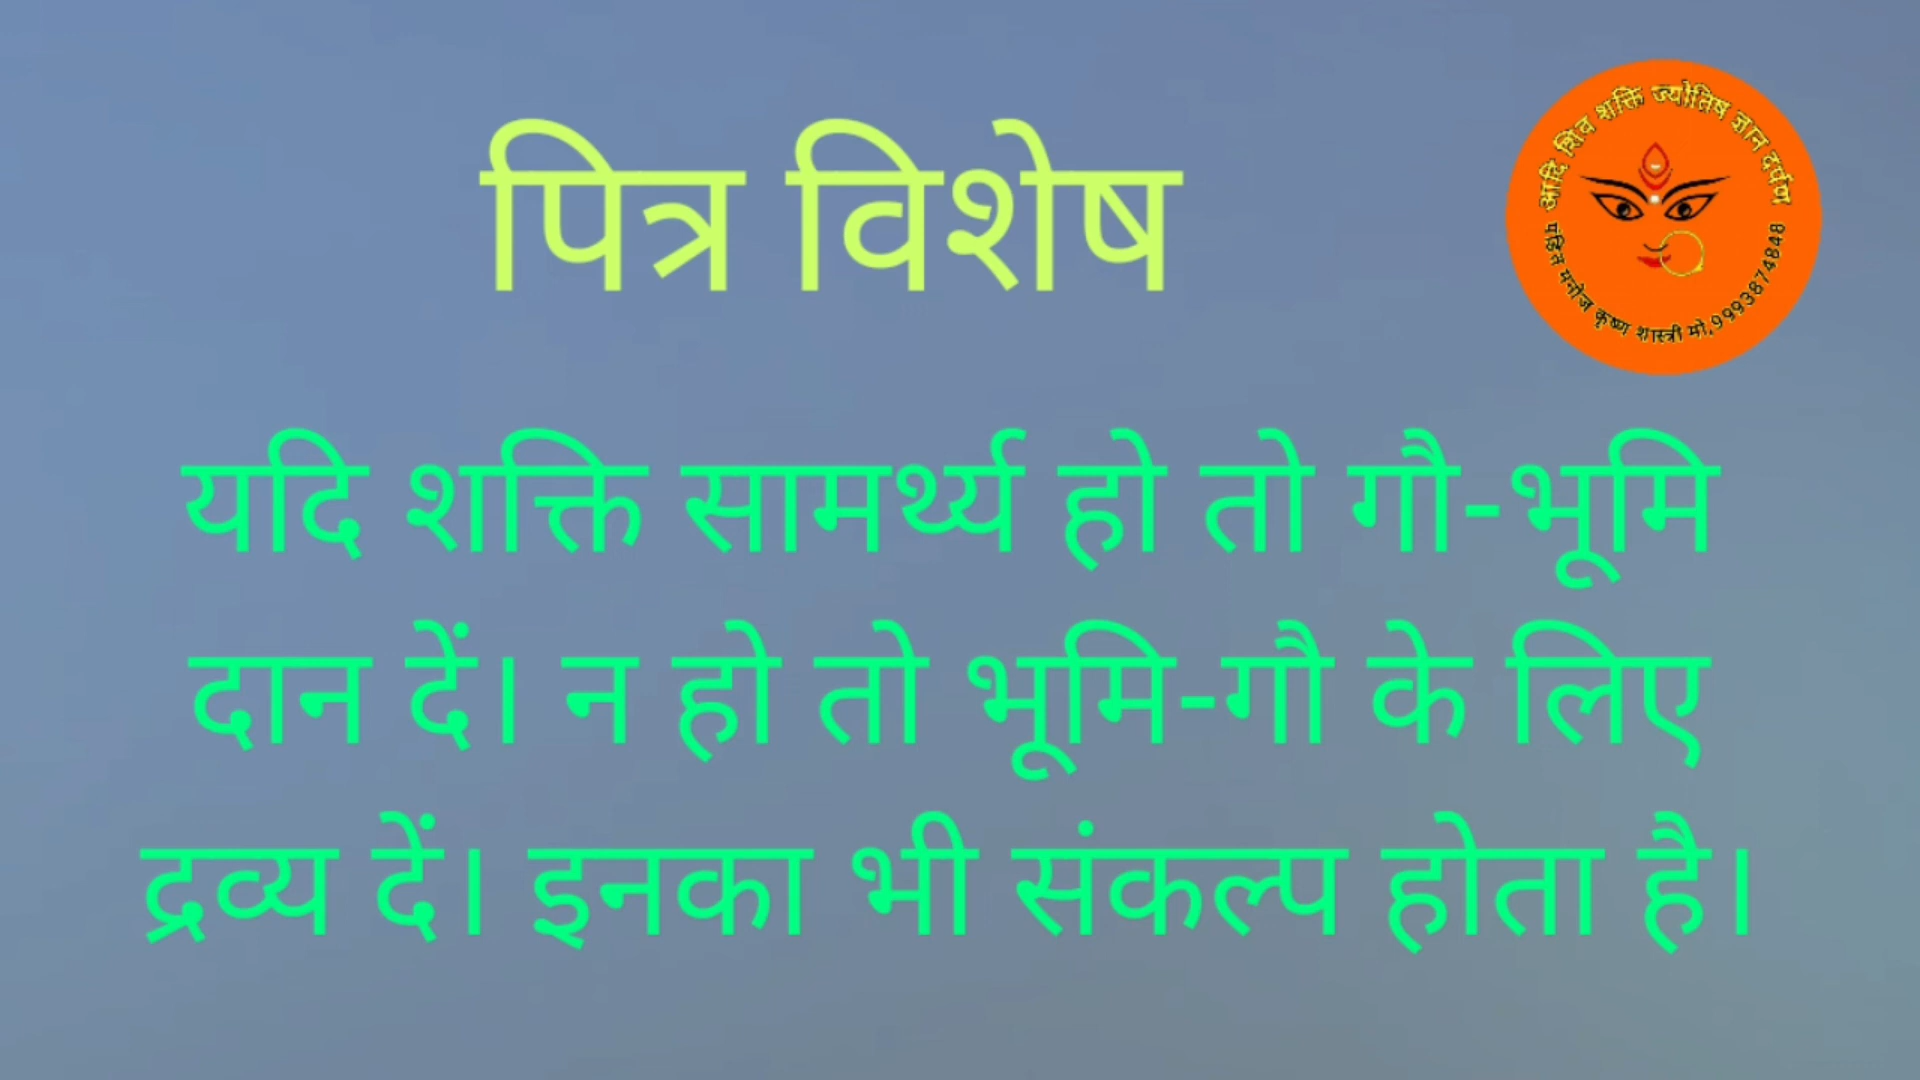 पित्र विशेष
आदि शिव शक्ति ज्योतिष ज्ञान दर्पण
पंडित मनोज कृष्ण शास्त्री मो.9993874848
यदि शक्ति सामर्थ्य हो तो गौ-भूमि
दान दें। न हो तो भूमि-गौ के लिए
द्रव्य दें। इनका भी संकल्प होता है।